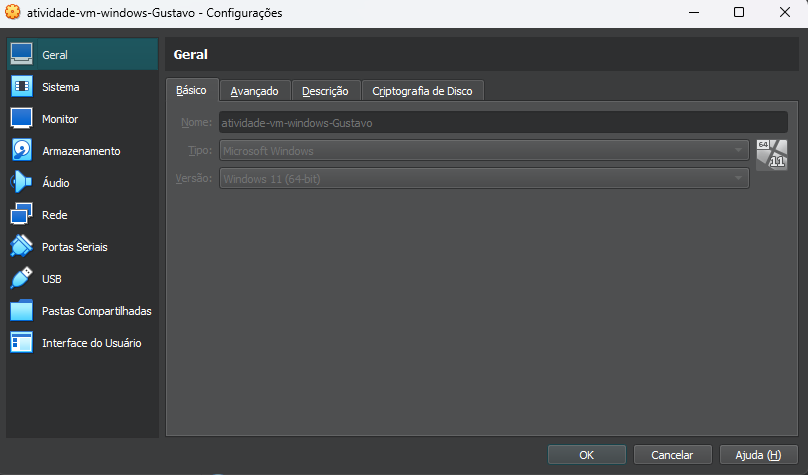 atividade-vm-windows-Gustavo - Configurações
Geral
Sistema
Monitor
Armazenamento
Áudio
Rede
Portas Seriais
USB
Pastas Compartilhadas
Interface do Usuário
Geral
Básico Avançado Descrição Criptografia de Disco
Nome: atividade-vm-windows-Gustavo
Tipo: Microsoft Windows
64
11
Versão: Windows 11 (64-bit)
OK Cancelar Ajuda (H)